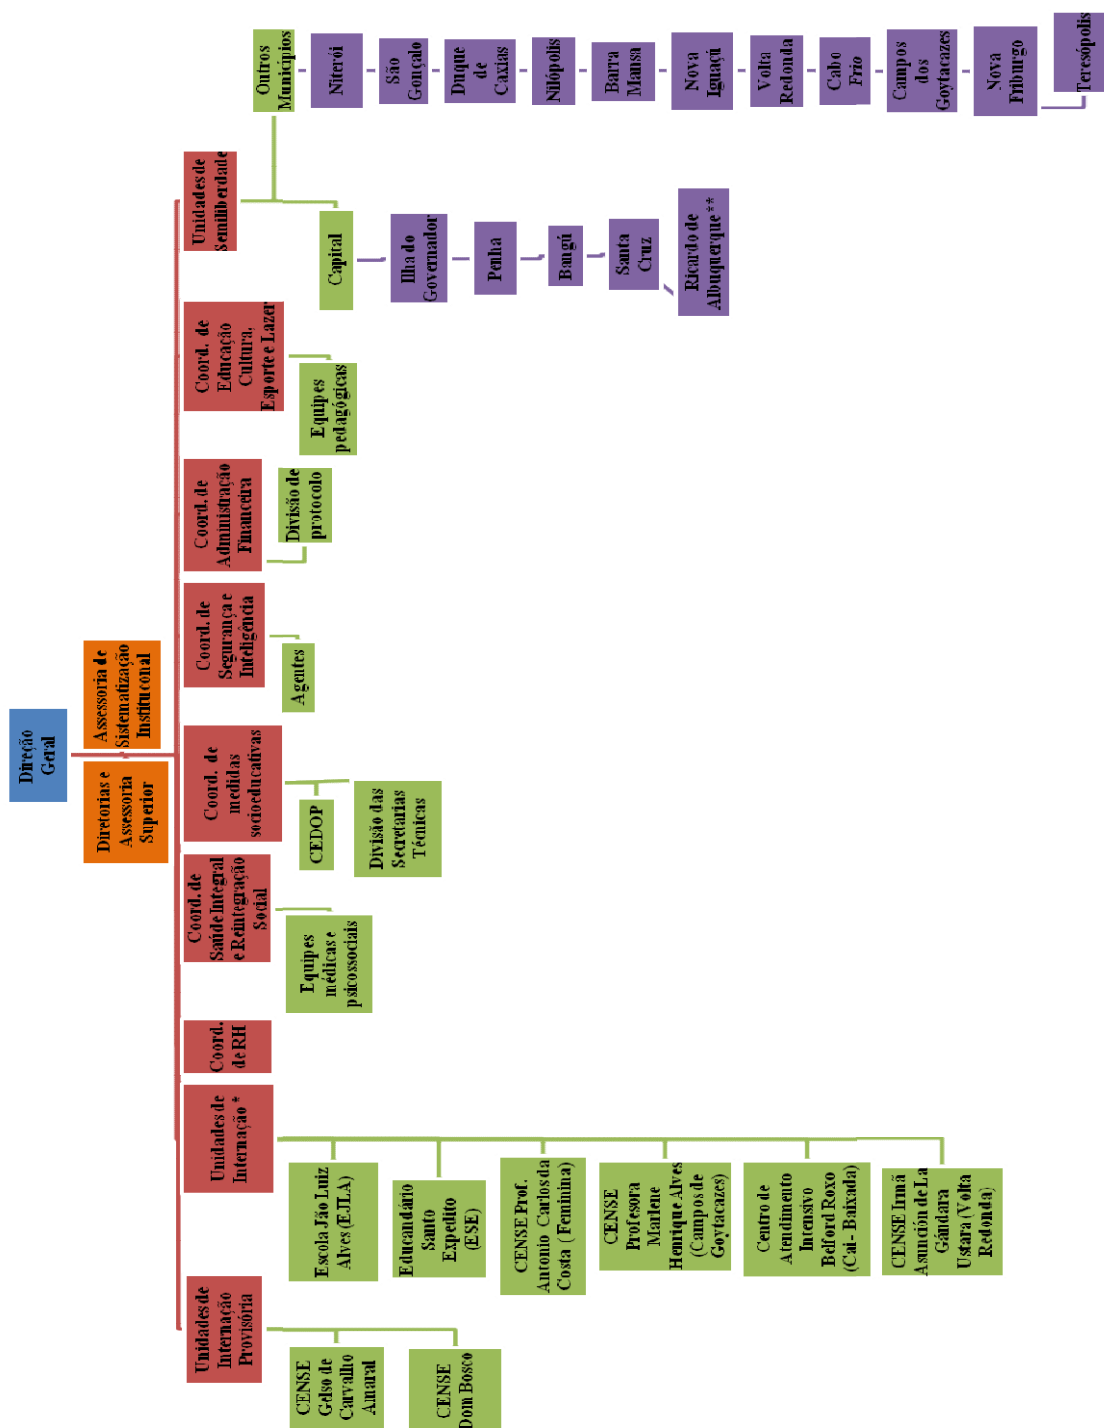 Direção
Geral
Diretorias e
Assessoria
Superior
Assessoria de
Sistematização
Instituconal
Unidades de
Internação
Provisória
CENSE
Gelso de
Carvalho
Amaral
CENSE
Dom Bosco
Unidades de
Internação *
Escola Jão Luiz
Alves (EJLA)
Educandário
Santo
Expedito
(ESE)
CENSE Prof.
Antonio Carlos da
Costa ( Feminina)
CENSE
Profesora
Marlene
Henrique Alves
(Campos de
Goytacazes)
Centro de
Atendimento
Intensivo
Belford Roxo
(Cai - Baixada)
CENSE Irmã
Asunción de La
Gándara
Ustara (Volta
Redonda)
Coord.
de RH
Coord. de
Saúde Integral
e Reintegração
Social
Equipes
médicas e
psicossociais
Coord. de
medidas
socioeducativas
CEDOP
Divisão das
Secretarias
Técnicas
Coord. de
Segurança e
Inteligência
Agentes
Coord. de
Administração
Financeira
Divisão de
protocolo
Coord. de
Educação
Cultura,
Esporte e Lazer
Equipes
pedagógicas
Unidades de
Semiliberdade
Capital
Ilha do
Governador
Penha
Bangú
Santa
Cruz
Ricardo de
Albuquerque **
Outros
Municípios
Niterói
São
Gonçalo
Duque
de
Caxias
Nilópolis
Barra
Mansa
Nova
Iguaçú
Volta
Redonda
Cabo
Frio
Campos
dos
Goytacazes
Nova
Friburgo
Teresópolis